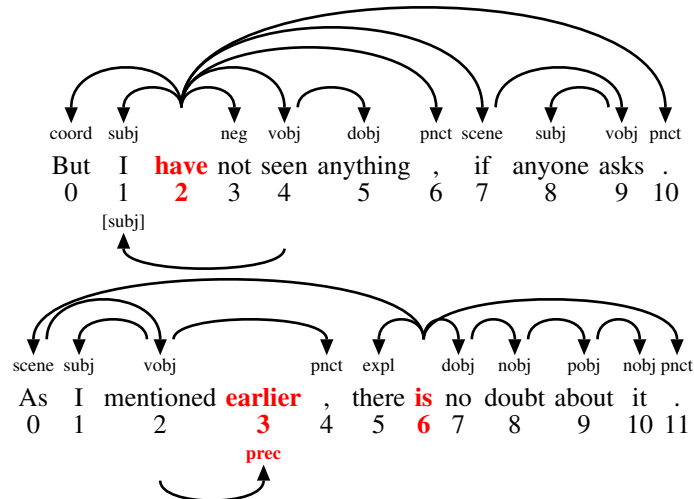 coord subj neg vobj dobj pnct scene subj vobj pnct
But I have not seen anything , if anyone asks .
0 1 2 3 4 5 6 7 8 9 10
[subj]
scene subj vobj pnct expl dobj nobj pobj nobj pnct
As I mentioned earlier , there is no doubt about it .
0 1 2 3 4 5 6 7 8 9 10 11
prec